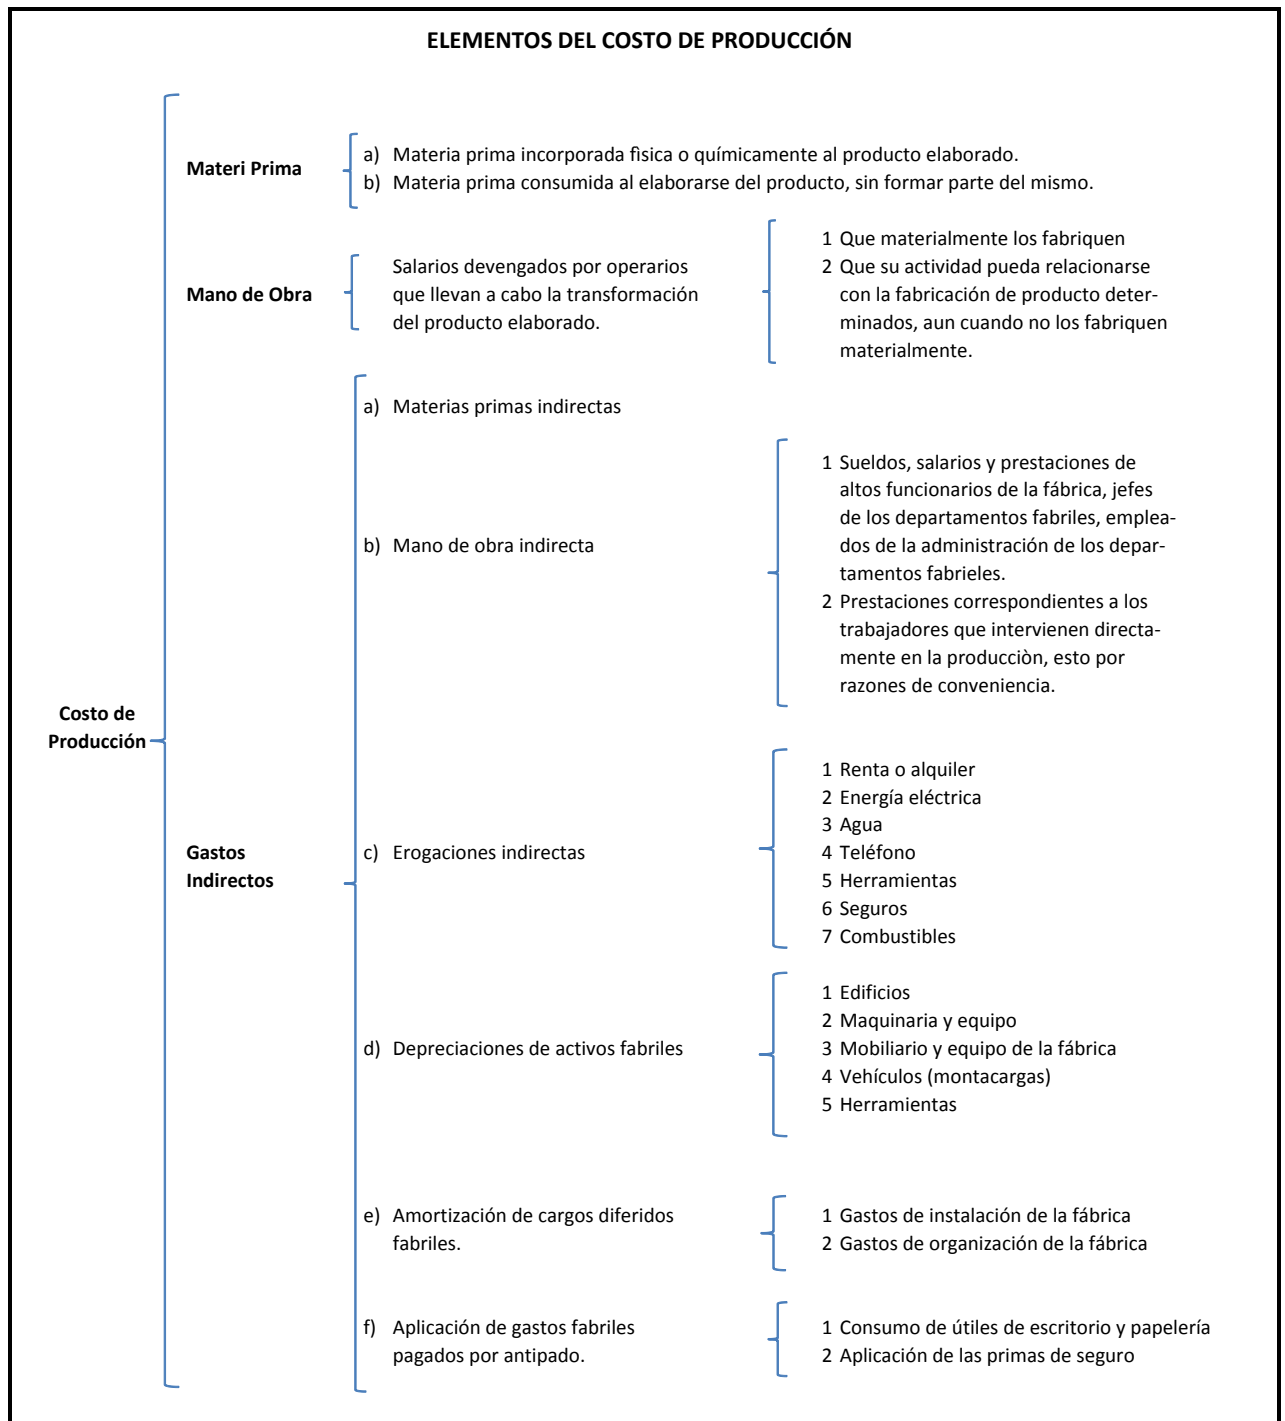 ELEMENTOS DEL COSTO DE PRODUCCIÓN
Materi Prima
a) Materia prima incorporada fisica o químicamente al producto elaborado.
b) Materia prima consumida al elaborarse del producto, sin formar parte del mismo.
Mano de Obra
Salarios devengados por operarios
que llevan a cabo la transformación
del producto elaborado.
1 Que materialmente los fabriquen
2 Que su actividad pueda relacionarse
con la fabricación de producto deter-
minados, aun cuando no los fabriquen
materialmente.
Costo de
Producción
Gastos
Indirectos
a) Materias primas indirectas
b) Mano de obra indirecta
1 Sueldos, salarios y prestaciones de
altos funcionarios de la fábrica, jefes
de los departamentos fabriles, emplea-
dos de la administración de los depar-
tamentos fabrieles.
2 Prestaciones correspondientes a los
trabajadores que intervienen directa-
mente en la producciòn, esto por
razones de conveniencia.
c) Erogaciones indirectas
1 Renta o alquiler
2 Energía eléctrica
3 Agua
4 Teléfono
5 Herramientas
6 Seguros
7 Combustibles
d) Depreciaciones de activos fabriles
1 Edificios
2 Maquinaria y equipo
3 Mobiliario y equipo de la fábrica
4 Vehículos (montacargas)
5 Herramientas
e) Amortización de cargos diferidos
fabriles.
1 Gastos de instalación de la fábrica
2 Gastos de organización de la fábrica
f) Aplicación de gastos fabriles
pagados por antipado.
1 Consumo de útiles de escritorio y papelería
2 Aplicación de las primas de seguro